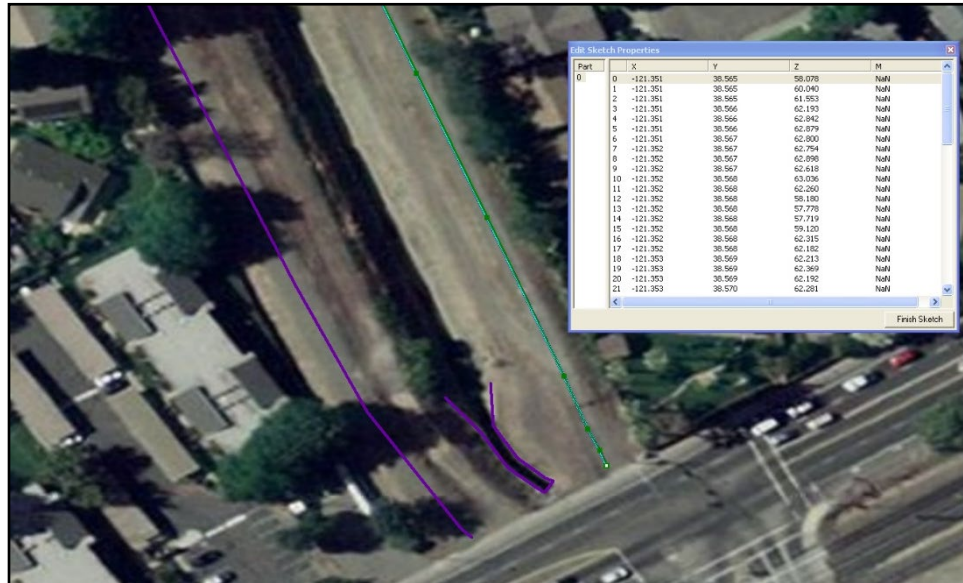 Edit Sketch Properties
Part X Y Z M
0 0 -121.351 38.565 58.078 NaN
1 -121.351 38.565 60.040 NaN
2 -121.351 38.565 61.553 NaN
3 -121.351 38.566 62.193 NaN
4 -121.351 38.566 62.842 NaN
5 -121.351 38.566 62.879 NaN
6 -121.351 38.567 62.800 NaN
7 -121.352 38.567 62.754 NaN
8 -121.352 38.567 62.898 NaN
9 -121.352 38.567 62.618 NaN
10 -121.352 38.568 63.036 NaN
11 -121.352 38.568 62.260 NaN
12 -121.352 38.568 58.180 NaN
13 -121.352 38.568 57.778 NaN
14 -121.352 38.568 57.719 NaN
15 -121.352 38.568 59.120 NaN
16 -121.352 38.568 62.315 NaN
17 -121.352 38.568 62.182 NaN
18 -121.353 38.569 62.213 NaN
19 -121.353 38.569 62.369 NaN
20 -121.353 38.569 62.192 NaN
21 -121.353 38.570 62.281 NaN
Finish Sketch